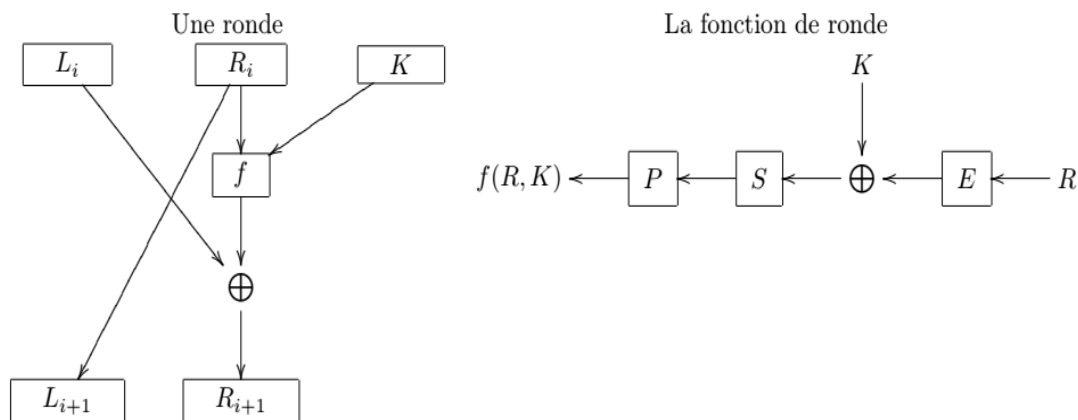 Une ronde
L_i
R_i
K
f
⊕
L_{i+1}
R_{i+1}
La fonction de ronde
K
f(R, K)
P
S
⊕
E
R